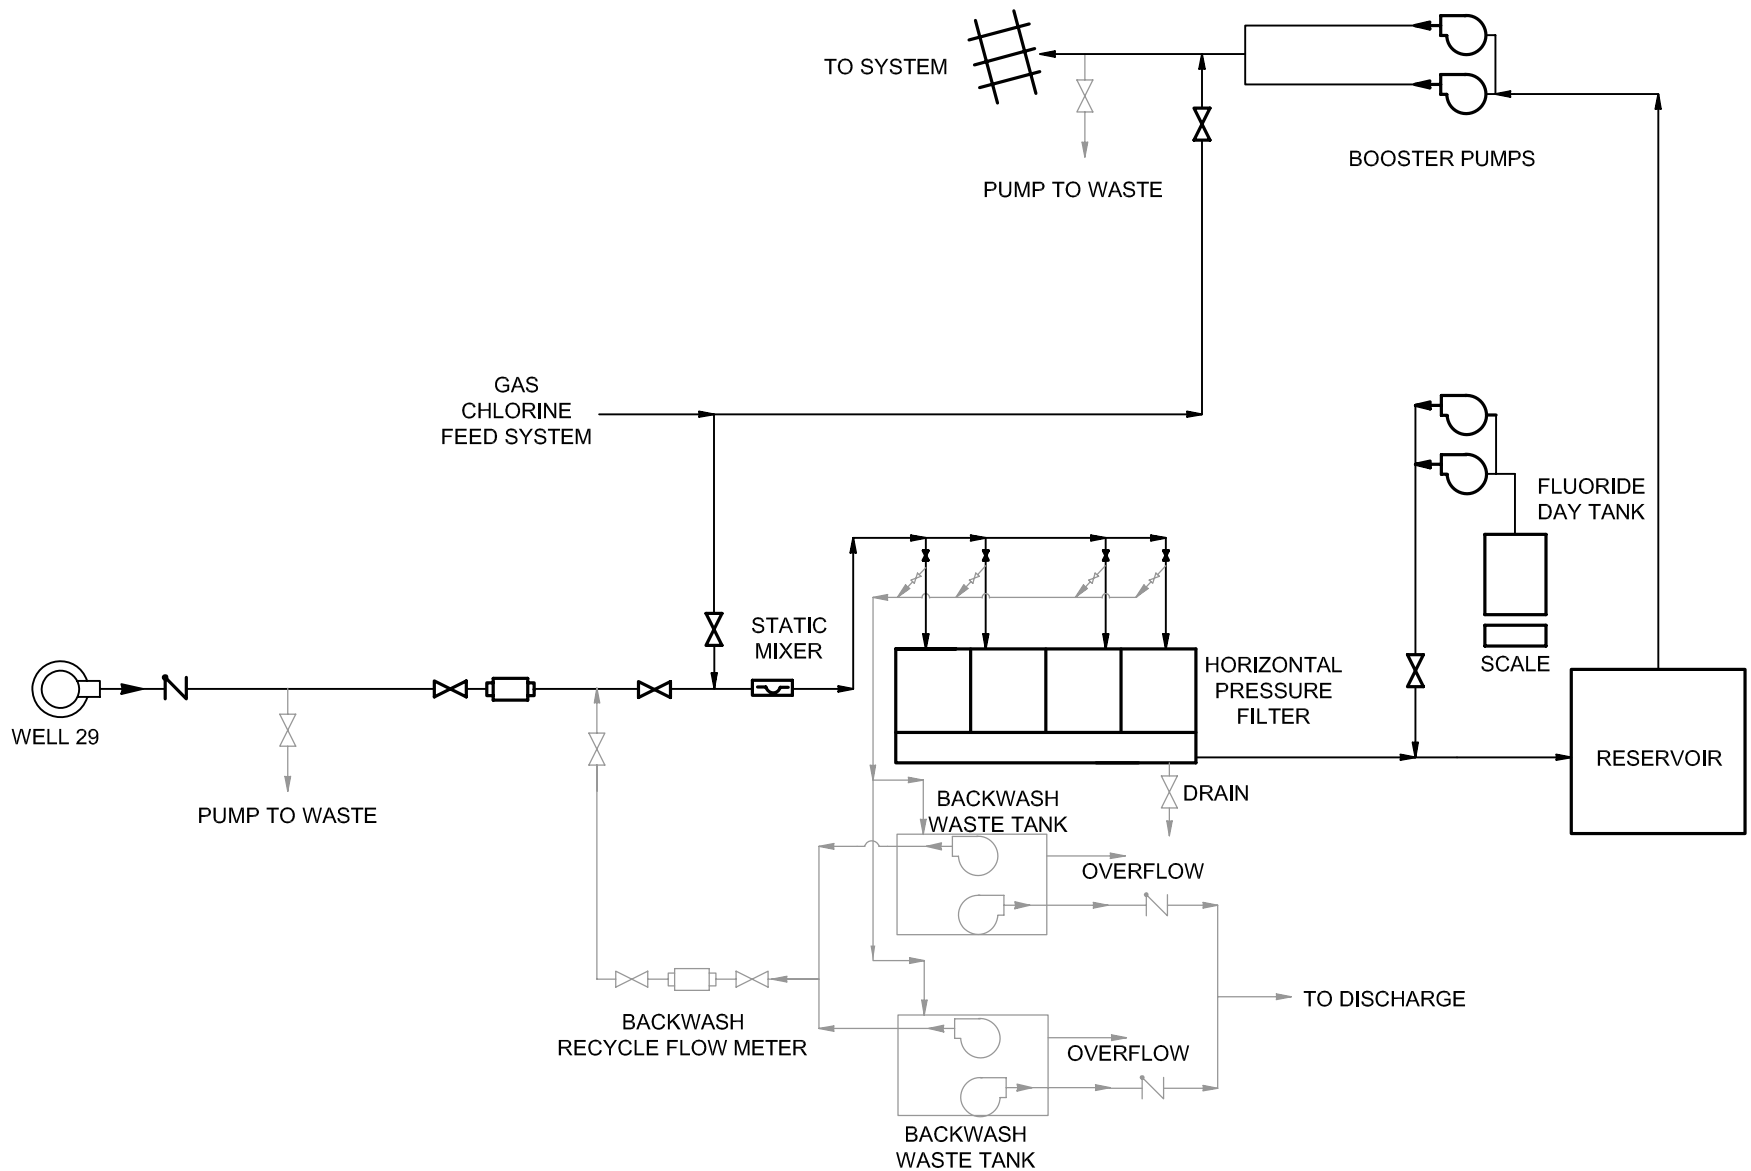 TO SYSTEM
BOOSTER PUMPS
PUMP TO WASTE
GAS
CHLORINE
FEED SYSTEM
FLUORIDE
DAY TANK
STATIC
MIXER
SCALE
HORIZONTAL
PRESSURE
FILTER
WELL 29
RESERVOIR
PUMP TO WASTE
DRAIN
BACKWASH
WASTE TANK
OVERFLOW
TO DISCHARGE
BACKWASH
RECYCLE FLOW METER
OVERFLOW
BACKWASH
WASTE TANK